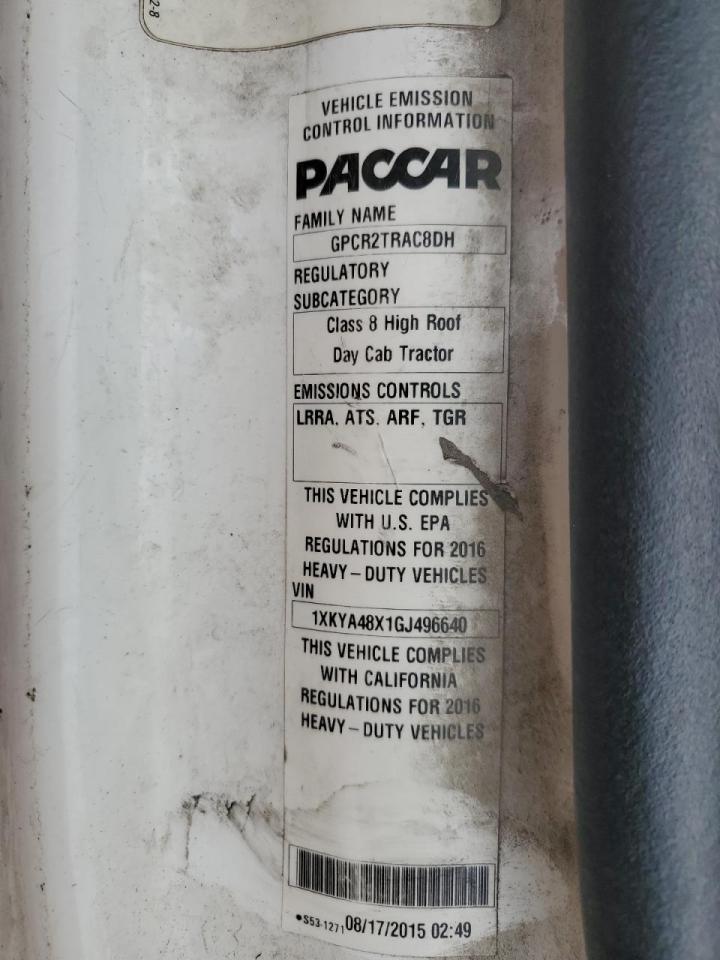 2-8
VEHICLE EMISSION
CONTROL INFORMATION
PACCAR
FAMILY NAME
GPCR2TRAC8DH
REGULATORY
SUBCATEGORY
Class 8 High Roof
Day Cab Tractor
EMISSIONS CONTROLS
LRRA, ATS, ARF, TGR
THIS VEHICLE COMPLIES
WITH U.S. EPA
REGULATIONS FOR 2016
HEAVY-DUTY VEHICLES
VIN
1XKYA48X1GJ496640
THIS VEHICLE COMPLIES
WITH CALIFORNIA
REGULATIONS FOR 2016
HEAVY-DUTY VEHICLES
•S53-1271 08/17/2015 02:49